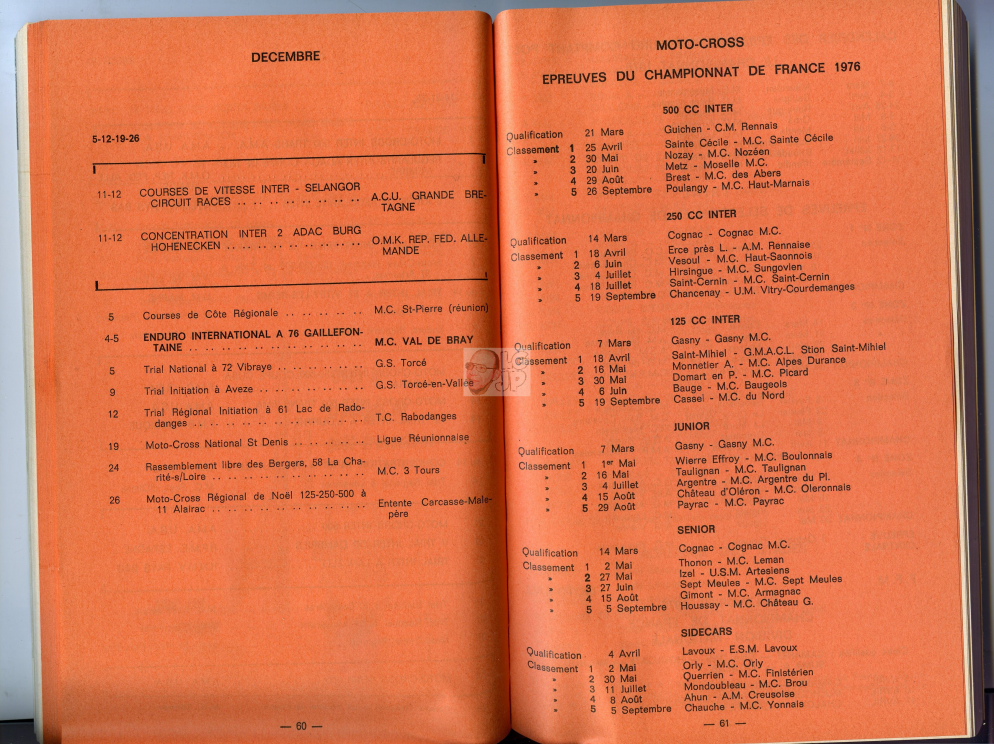 DECEMBRE
5-12-19-26
11-12 COURSES DE VITESSE INTER - SELANGOR
CIRCUIT RACES .. .. .. .. .. .. .. .. .. A.C.U. GRANDE BRE-
TAGNE
11-12 CONCENTRATION INTER 2 ADAC BURG
HOHENECKEN .. .. .. .. .. .. .. .. .. .. O.M.K. REP. FED. ALLE-
MANDE
5 Courses de Côte Régionale .. .. .. .. .. .. M.C. St-Pierre (réunion)
4-5 ENDURO INTERNATIONAL A 76 GAILLEFON-
TAINE .. .. .. .. .. .. .. .. .. .. .. .. .. M.C. VAL DE BRAY
5 Trial National à 72 Vibraye .. .. .. .. .. .. .. G.S. Torcé
9 Trial Initiation à Aveze .. .. .. .. .. .. .. .. G.S. Torcé-en-Vallée
12 Trial Régional Initiation à 61 Lac de Rado-
danges .. .. .. .. .. .. .. .. .. .. .. .. .. T.C. Rabodanges
19 Moto-Cross National St Denis .. .. .. .. .. .. Ligue Réunionnaise
24 Rassemblement libre des Bergers, 58 La Cha-
rité-s/Loire .. .. .. .. .. .. .. .. .. .. .. .. M.C. 3 Tours
26 Moto-Cross Régional de Noël 125-250-500 à
11 Alairac .. .. .. .. .. .. .. .. .. .. .. .. Entente Carcasse-Male-
père
— 60 —
MOTO-CROSS
EPREUVES DU CHAMPIONNAT DE FRANCE 1976
500 CC INTER
Qualification 21 Mars Guichen - C.M. Rennais
Classement 1 25 Avril Sainte Cécile - M.C. Sainte Cécile
» 2 30 Mai Nozay - M.C. Nozéen
» 3 20 Juin Metz - Moselle M.C.
» 4 29 Août Brest - M.C. des Abers
» 5 26 Septembre Poulangy - M.C. Haut-Marnais
250 CC INTER
Qualification 14 Mars Cognac - Cognac M.C.
Classement 1 18 Avril Erce près L. - A.M. Rennaise
» 2 6 Juin Vesoul - M.C. Haut-Saonnois
» 3 4 Juillet Hirsingue - M.C. Sungovien
» 4 18 Juillet Saint-Cernin - M.C. Saint-Cernin
» 5 19 Septembre Chancenay - U.M. Vitry-Courdemanges
125 CC INTER
Qualification 7 Mars Gasny - Gasny M.C.
Classement 1 18 Avril Saint-Mihiel - G.M.A.C.L. Stion Saint-Mihiel
» 2 16 Mai Monnetier A. - M.C. Alpes Durance
» 3 30 Mai Domart en P. - M.C. Picard
» 4 6 Juin Bauge - M.C. Baugeois
» 5 19 Septembre Cassel - M.C. du Nord
JUNIOR
Qualification 7 Mars Gasny - Gasny M.C.
Classement 1 1er Mai Wierre Effroy - M.C. Boulonnais
» 2 16 Mai Taulignan - M.C. Taulignan
» 3 4 Juillet Argentre - M.C. Argentre du Pl.
» 4 15 Août Château d'Oléron - M.C. Oleronnais
» 5 29 Août Payrac - M.C. Payrac
SENIOR
Qualification 14 Mars Cognac - Cognac M.C.
Classement 1 2 Mai Thonon - M.C. Leman
» 2 27 Mai Izel - U.S.M. Artesiens
» 3 27 Juin Sept Meules - M.C. Sept Meules
» 4 15 Août Gimont - M.C. Armagnac
» 5 5 Septembre Houssay - M.C. Château G.
SIDECARS
Qualification 4 Avril Lavoux - E.S.M. Lavoux
Classement 1 2 Mai Orly - M.C. Orly
» 2 30 Mai Querrien - M.C. Finistérien
» 3 11 Juillet Mondoubleau - M.C. Brou
» 4 8 Août Ahun - A.M. Creusoise
» 5 5 Septembre Chauche - M.C. Yonnais
— 61 —